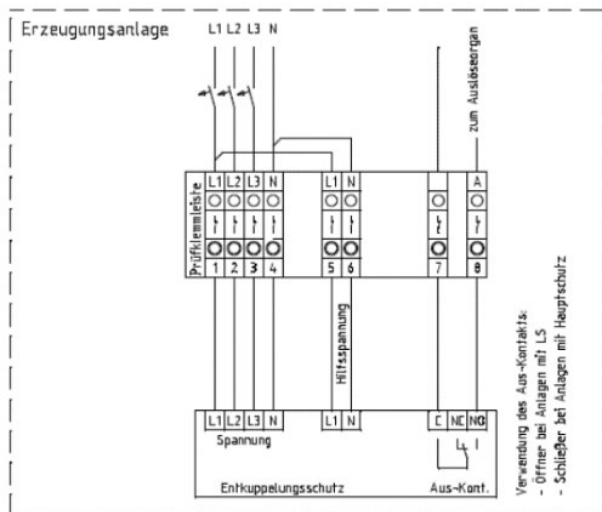 Erzeugungsanlage
L1 L2 L3 N
zum Auslöseorgan
Prüfklemmleiste
L1 L2 L3 N L1 N A
1 2 3 4 5 6 7 8
Hilfsspannung
L1 L2 L3 N L1 N C NC NO
Spannung
Entkuppelungsschutz Aus-Kont.
Verwendung des Aus-Kontakts:
- Öffner bei Anlagen mit LS
- Schließer bei Anlagen mit Hauptschutz